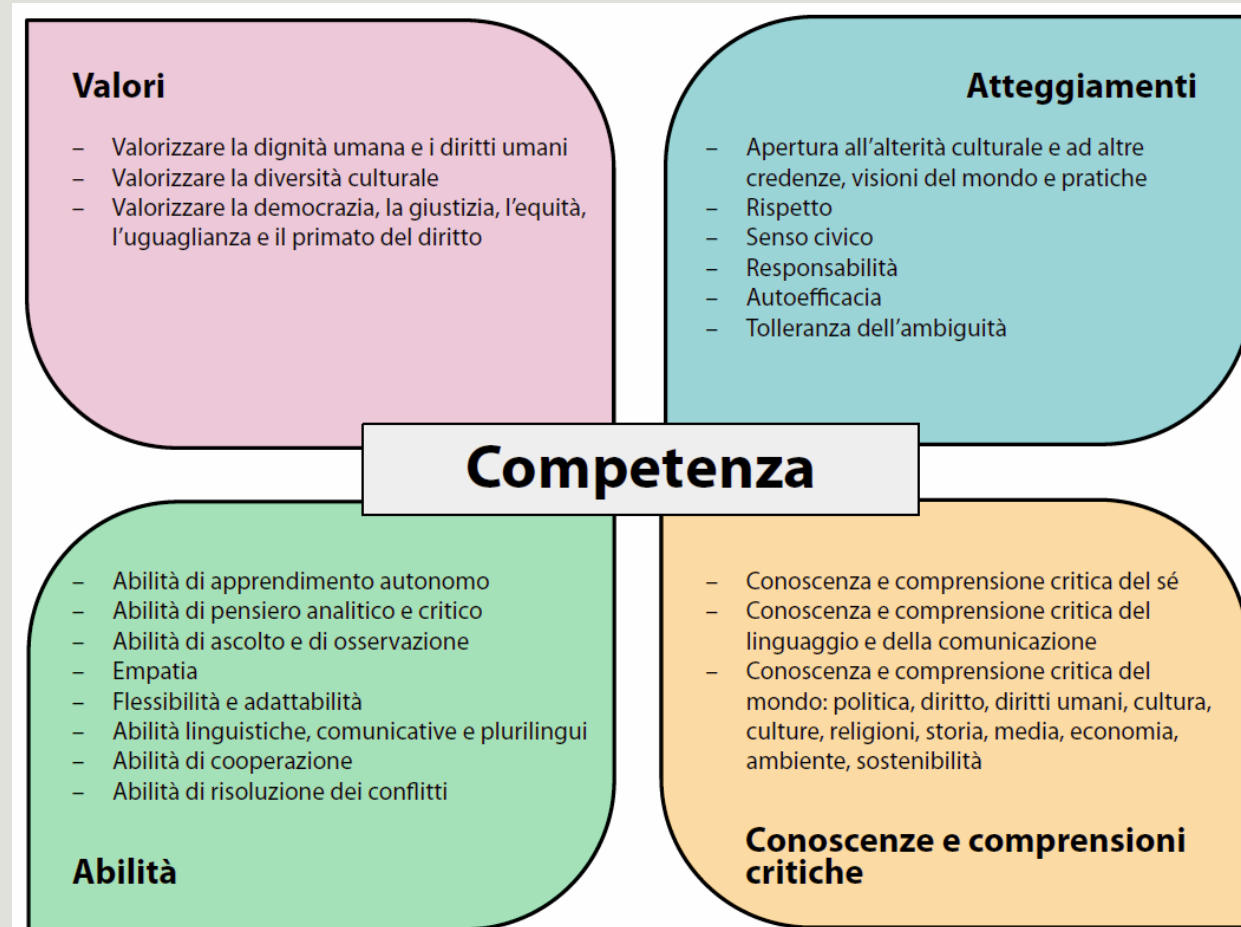 Valori
– Valorizzare la dignità umana e i diritti umani
– Valorizzare la diversità culturale
– Valorizzare la democrazia, la giustizia, l'equità,
l'uguaglianza e il primato del diritto
Atteggiamenti
– Apertura all'alterità culturale e ad altre
credenze, visioni del mondo e pratiche
– Rispetto
– Senso civico
– Responsabilità
– Autoefficacia
– Tolleranza dell'ambiguità
Competenza
– Abilità di apprendimento autonomo
– Abilità di pensiero analitico e critico
– Abilità di ascolto e di osservazione
– Empatia
– Flessibilità e adattabilità
– Abilità linguistiche, comunicative e plurilingui
– Abilità di cooperazione
– Abilità di risoluzione dei conflitti
Abilità
– Conoscenza e comprensione critica del sé
– Conoscenza e comprensione critica del
linguaggio e della comunicazione
– Conoscenza e comprensione critica del
mondo: politica, diritto, diritti umani, cultura,
culture, religioni, storia, media, economia,
ambiente, sostenibilità
Conoscenze e comprensioni
critiche